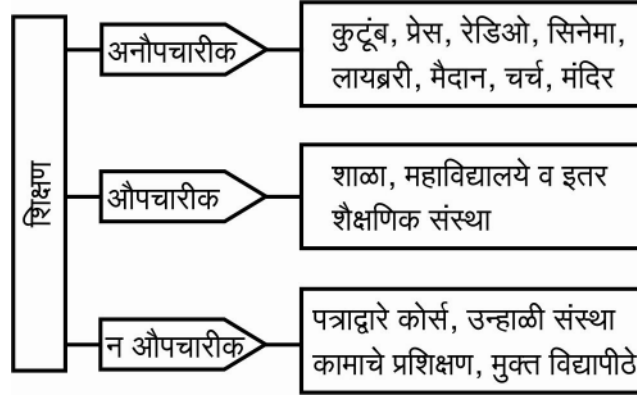 शिक्षण
अनौपचारीक
कुटूंब, प्रेस, रेडिओ, सिनेमा,
लायब्ररी, मैदान, चर्च, मंदिर
औपचारीक
शाळा, महाविद्यालये व इतर
शैक्षणिक संस्था
न औपचारीक
पत्राद्वारे कोर्स, उन्हाळी संस्था
कामाचे प्रशिक्षण, मुक्त विद्यापीठे